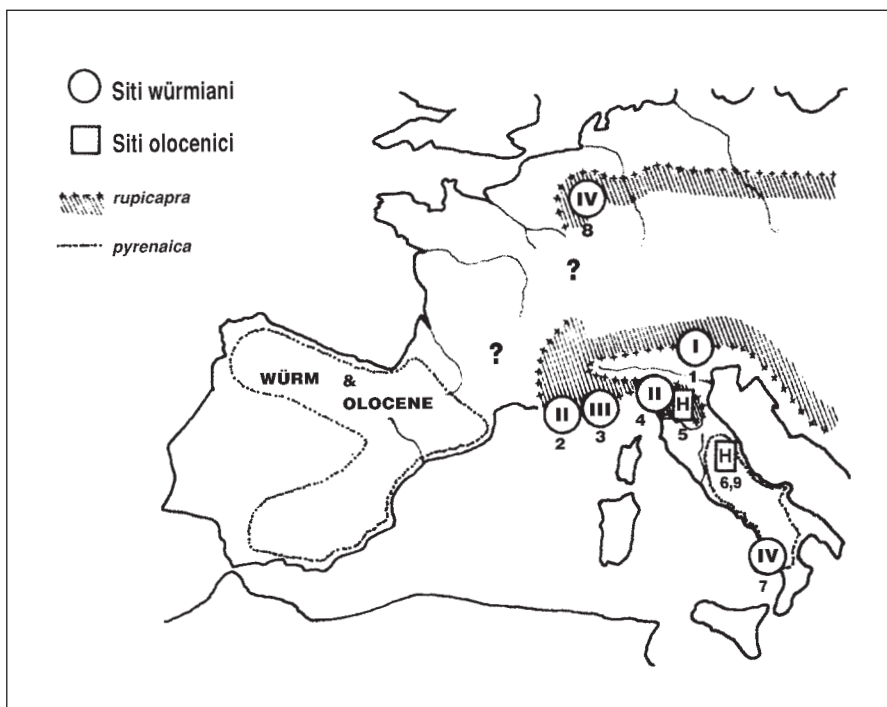 Siti würmiani
Siti olocenici
rupicapra
pyrenaica
IV
8
?
?
I
1
WÜRM &
OLOCENE
II
2
III
3
II
4
H
5
H
6,9
IV
7